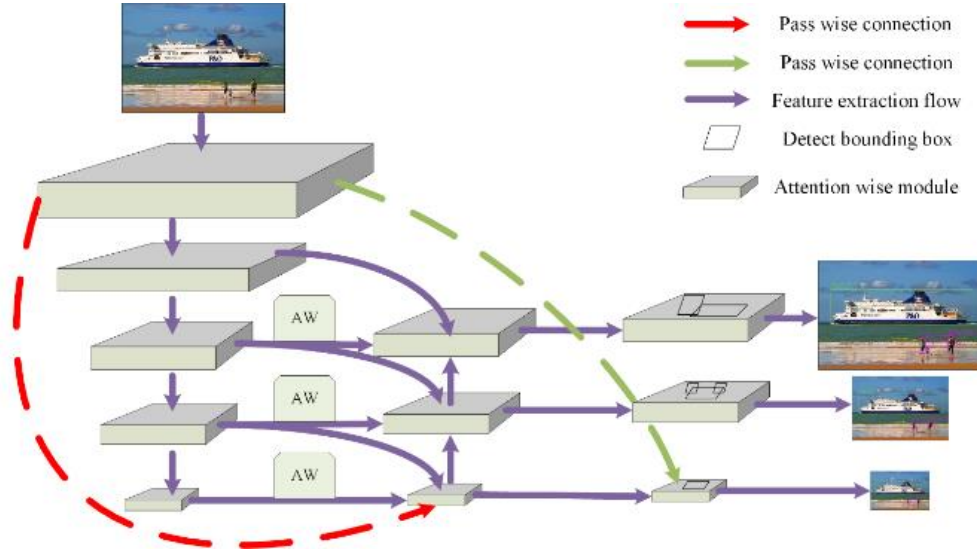 Pass wise connection
Pass wise connection
Feature extraction flow
Detect bounding box
Attention wise module
P&O
AW
P&O
AW
AW